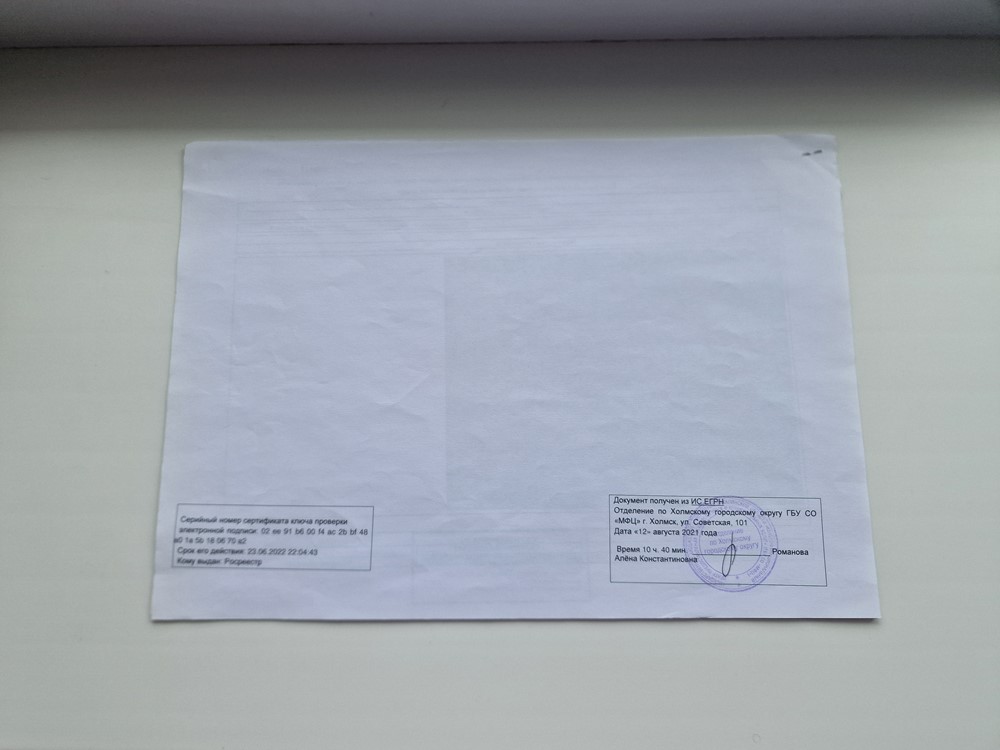 Серийный номер сертификата ключа проверки
электронной подписи: 02 ee 91 b6 00 f4 ac 2b bf 48
a0 1a 5b 18 06 70 a2
Срок его действия: 23.06.2022 22:04:43
Кому выдан: Росреестр
Документ получен из ИС ЕГРН
Отделение по Холмскому городскому округу ГБУ СО
«МФЦ» г. Холмск, ул. Советская, 101
Дата «12» августа 2021 года
Время 10 ч. 40 мин. Романова
Алёна Константиновна